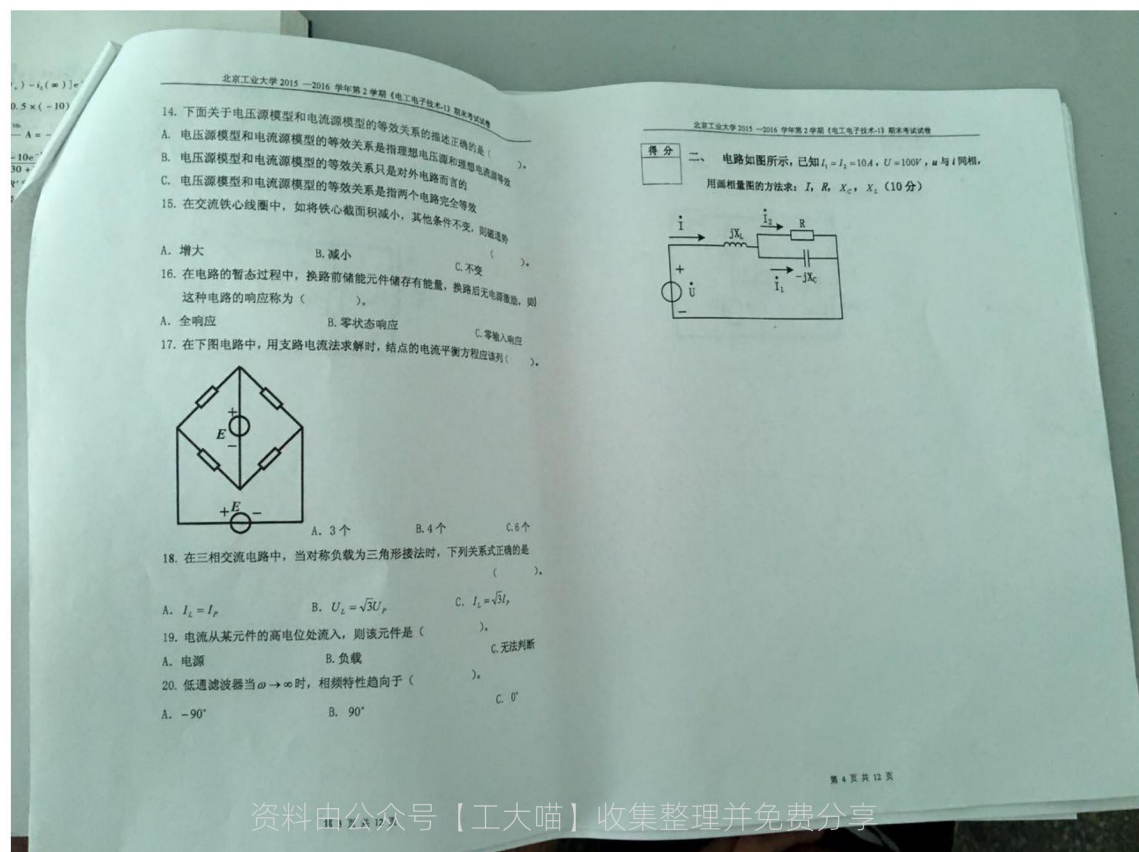 北京工业大学2015 —2016 学年第2学期《电工电子技术-1》期末考试试卷
14. 下面关于电压源模型和电流源模型的等效关系的描述正确的是( )。
A. 电压源模型和电流源模型的等效关系是指理想电压源和理想电流源等效
B. 电压源模型和电流源模型的等效关系只是对外电路而言的
C. 电压源模型和电流源模型的等效关系是指两个电路完全等效
15. 在交流铁心线圈中，如将铁心截面积减小，其他条件不变，则磁通势
( )。
A. 增大 B.减小 C.不变
16. 在电路的暂态过程中，换路前储能元件储存有能量，换路后无电源激励，则
这种电路的响应称为( )。
A. 全响应 B.零状态响应 C.零输入响应
17. 在下图电路中，用支路电流法求解时，结点的电流平衡方程应该列( )。
+
E
−
+ E −
A. 3个 B.4个 C.6个
18. 在三相交流电路中，当对称负载为三角形接法时，下列关系式正确的是
( )。
A. I_L = I_P B. U_L = √3U_P C. I_L = √3I_P
19. 电流从某元件的高电位处流入，则该元件是( )。
A. 电源 B.负载 C.无法判断
20. 低通滤波器当ω→∞时，相频特性趋向于( )。
A. −90° B. 90° C. 0°
北京工业大学2015 —2016 学年第2学期《电工电子技术-1》期末考试试卷
得 分
二、 电路如图所示，已知I₁ = I₂ = 10A，U = 100V，u 与 i 同相，
用画相量图的方法求：I，R，X_C，X_L（10分）
İ
jX_L
İ₂
R
-jX_C
İ₁
+
U̇
−
第 4 页 共 12 页
资料由公众号【工大喵】收集整理并免费分享